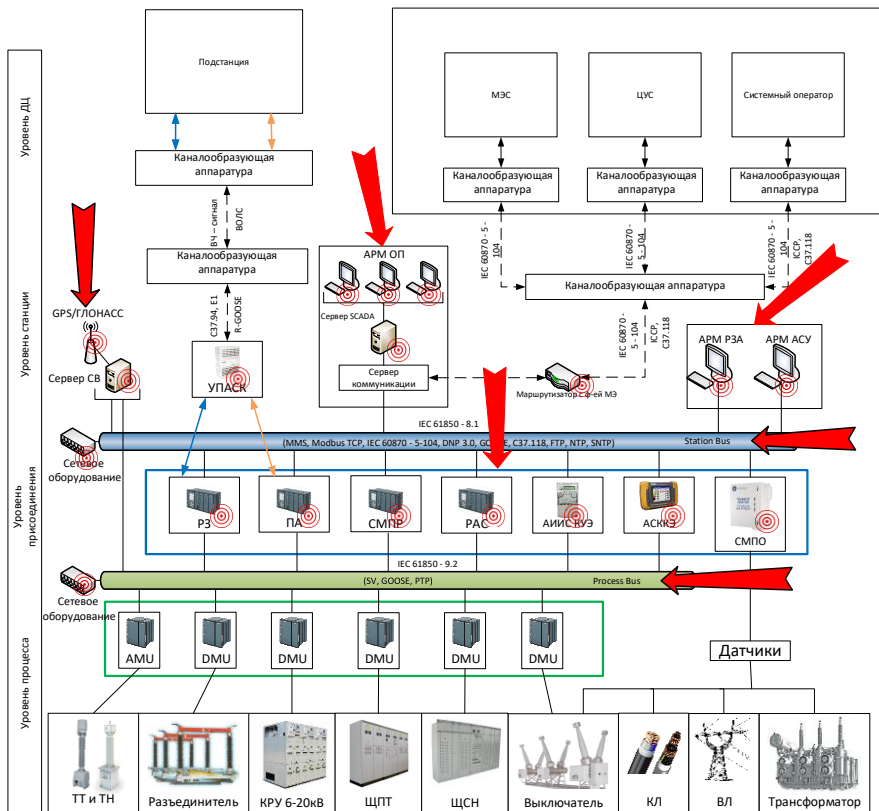 Уровень ДЦ
Подстанция
МЭС
ЦУС
Системный оператор
Каналообразующая
аппаратура
Каналообразующая
аппаратура
Каналообразующая
аппаратура
Каналообразующая
аппаратура
ВЧ – сигнал
ВОЛС
IEC 60870 - 5 -
104
IEC 60870 -
5 - 104
IEC 60870 - 5 -
104
ICCP,
C37.118
Уровень станции
Каналообразующая
аппаратура
АРМ ОП
Каналообразующая аппаратура
GPS/ГЛОНАСС
C37.94, E1
R-GOOSE
Сервер SCADA
IEC 60870 -
5 - 104
ICCP,
C37.118
АРМ РЗА
АРМ АСУ
Сервер СВ
УПАСК
Сервер
коммуникации
Маршрутизатор с ф-ей МЭ
IEC 61850 - 8.1
(MMS, Modbus TCP, IEC 60870 - 5-104, DNP 3.0, GOOSE, C37.118, FTP, NTP, SNTP)
Station Bus
Сетевое
оборудование
Уровень
присоединения
РЗ
ПА
СМПР
РАС
АИИС КУЭ
АСККЭ
СМПО
IEC 61850 - 9.2
(SV, GOOSE, PTP)
Process Bus
Сетевое
оборудование
Уровень процесса
AMU
DMU
DMU
DMU
DMU
DMU
Датчики
ТТ и ТН
Разъединитель
КРУ 6-20кВ
ЩПТ
ЩСН
Выключатель
КЛ
ВЛ
Трансформатор